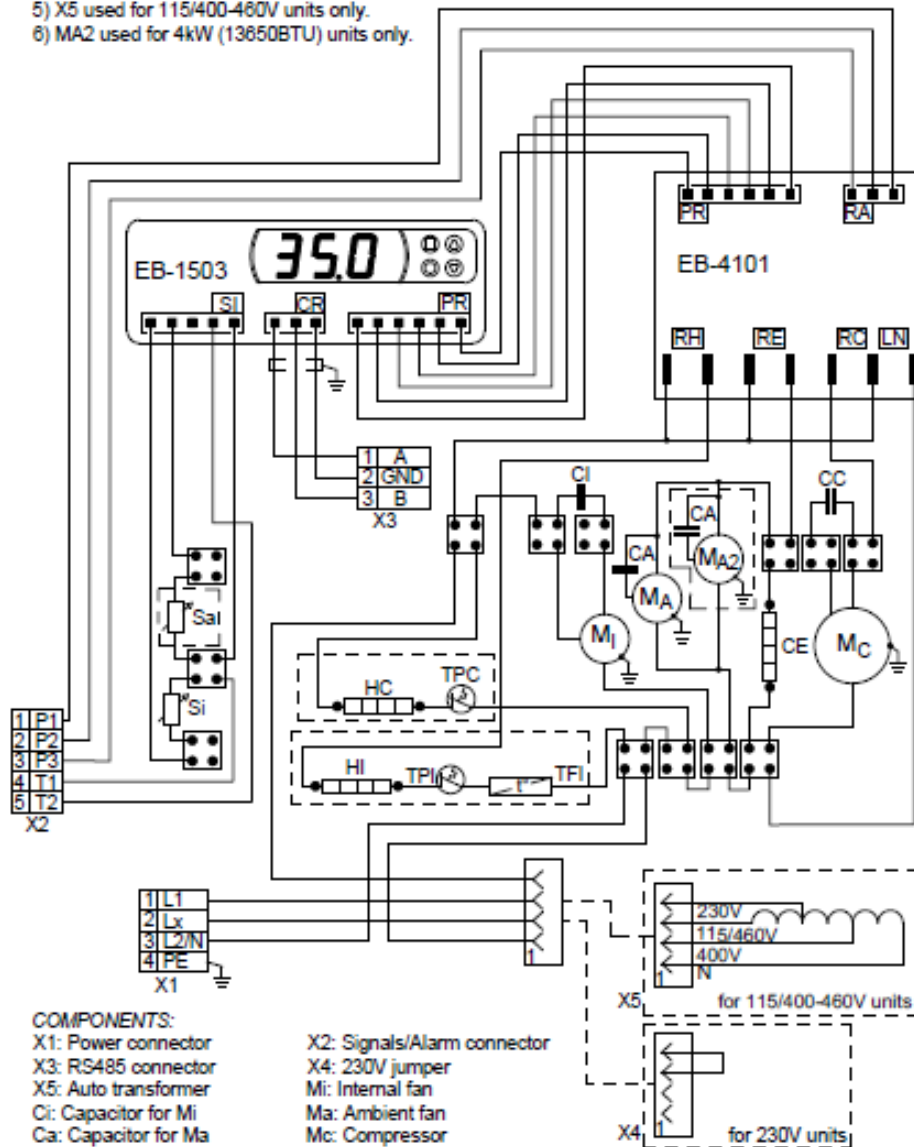 5) X5 used for 115/400-460V units only.
6) MA2 used for 4kW (13650BTU) units only.
PR
RA
EB-4101
EB-1503
35.0
SI
CR
PR
RH
RE
RC
LN
1 A
2 GND
3 B
X3
CI
CA
CA
CC
MA2
MA
MI
CE
MC
Sai
Si
HC
TPC
HI
TPI
t°
TFI
1 P1
2 P2
3 P3
4 T1
5 T2
X2
1 L1
2 Lx
3 L2/N
4 PE
X1
1
230V
115/460V
400V
N
1
X5
for 115/400-460V units
X4
1
for 230V units
COMPONENTS:
X1: Power connector
X2: Signals/Alarm connector
X3: RS485 connector
X4: 230V jumper
X5: Auto transformer
Mi: Internal fan
Ci: Capacitor for Mi
Ma: Ambient fan
Ca: Capacitor for Ma
Mc: Compressor